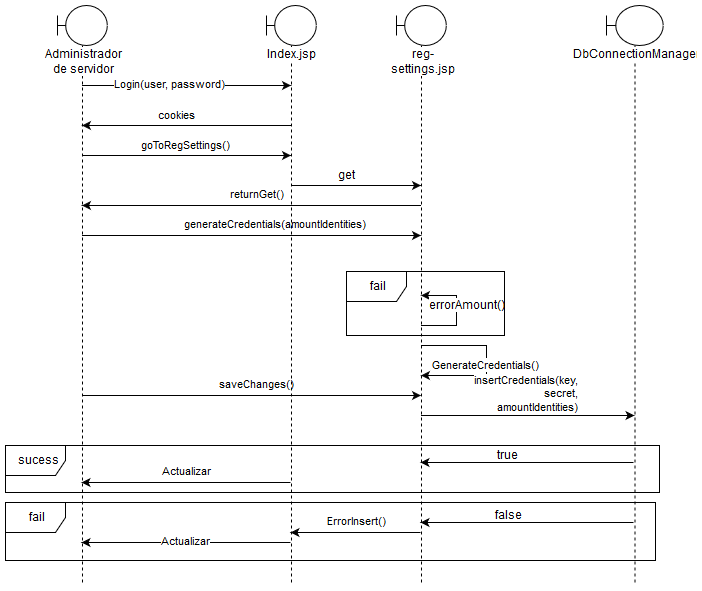 Administrador
de servidor
Index.jsp
reg-
settings.jsp
DbConnectionManage
Login(user, password)
cookies
goToRegSettings()
get
returnGet()
generateCredentials(amountIdentities)
fail
errorAmount()
GenerateCredentials()
saveChanges()
insertCredentials(key,
secret,
amountIdentities)
sucess
true
Actualizar
fail
false
ErrorInsert()
Actualizar